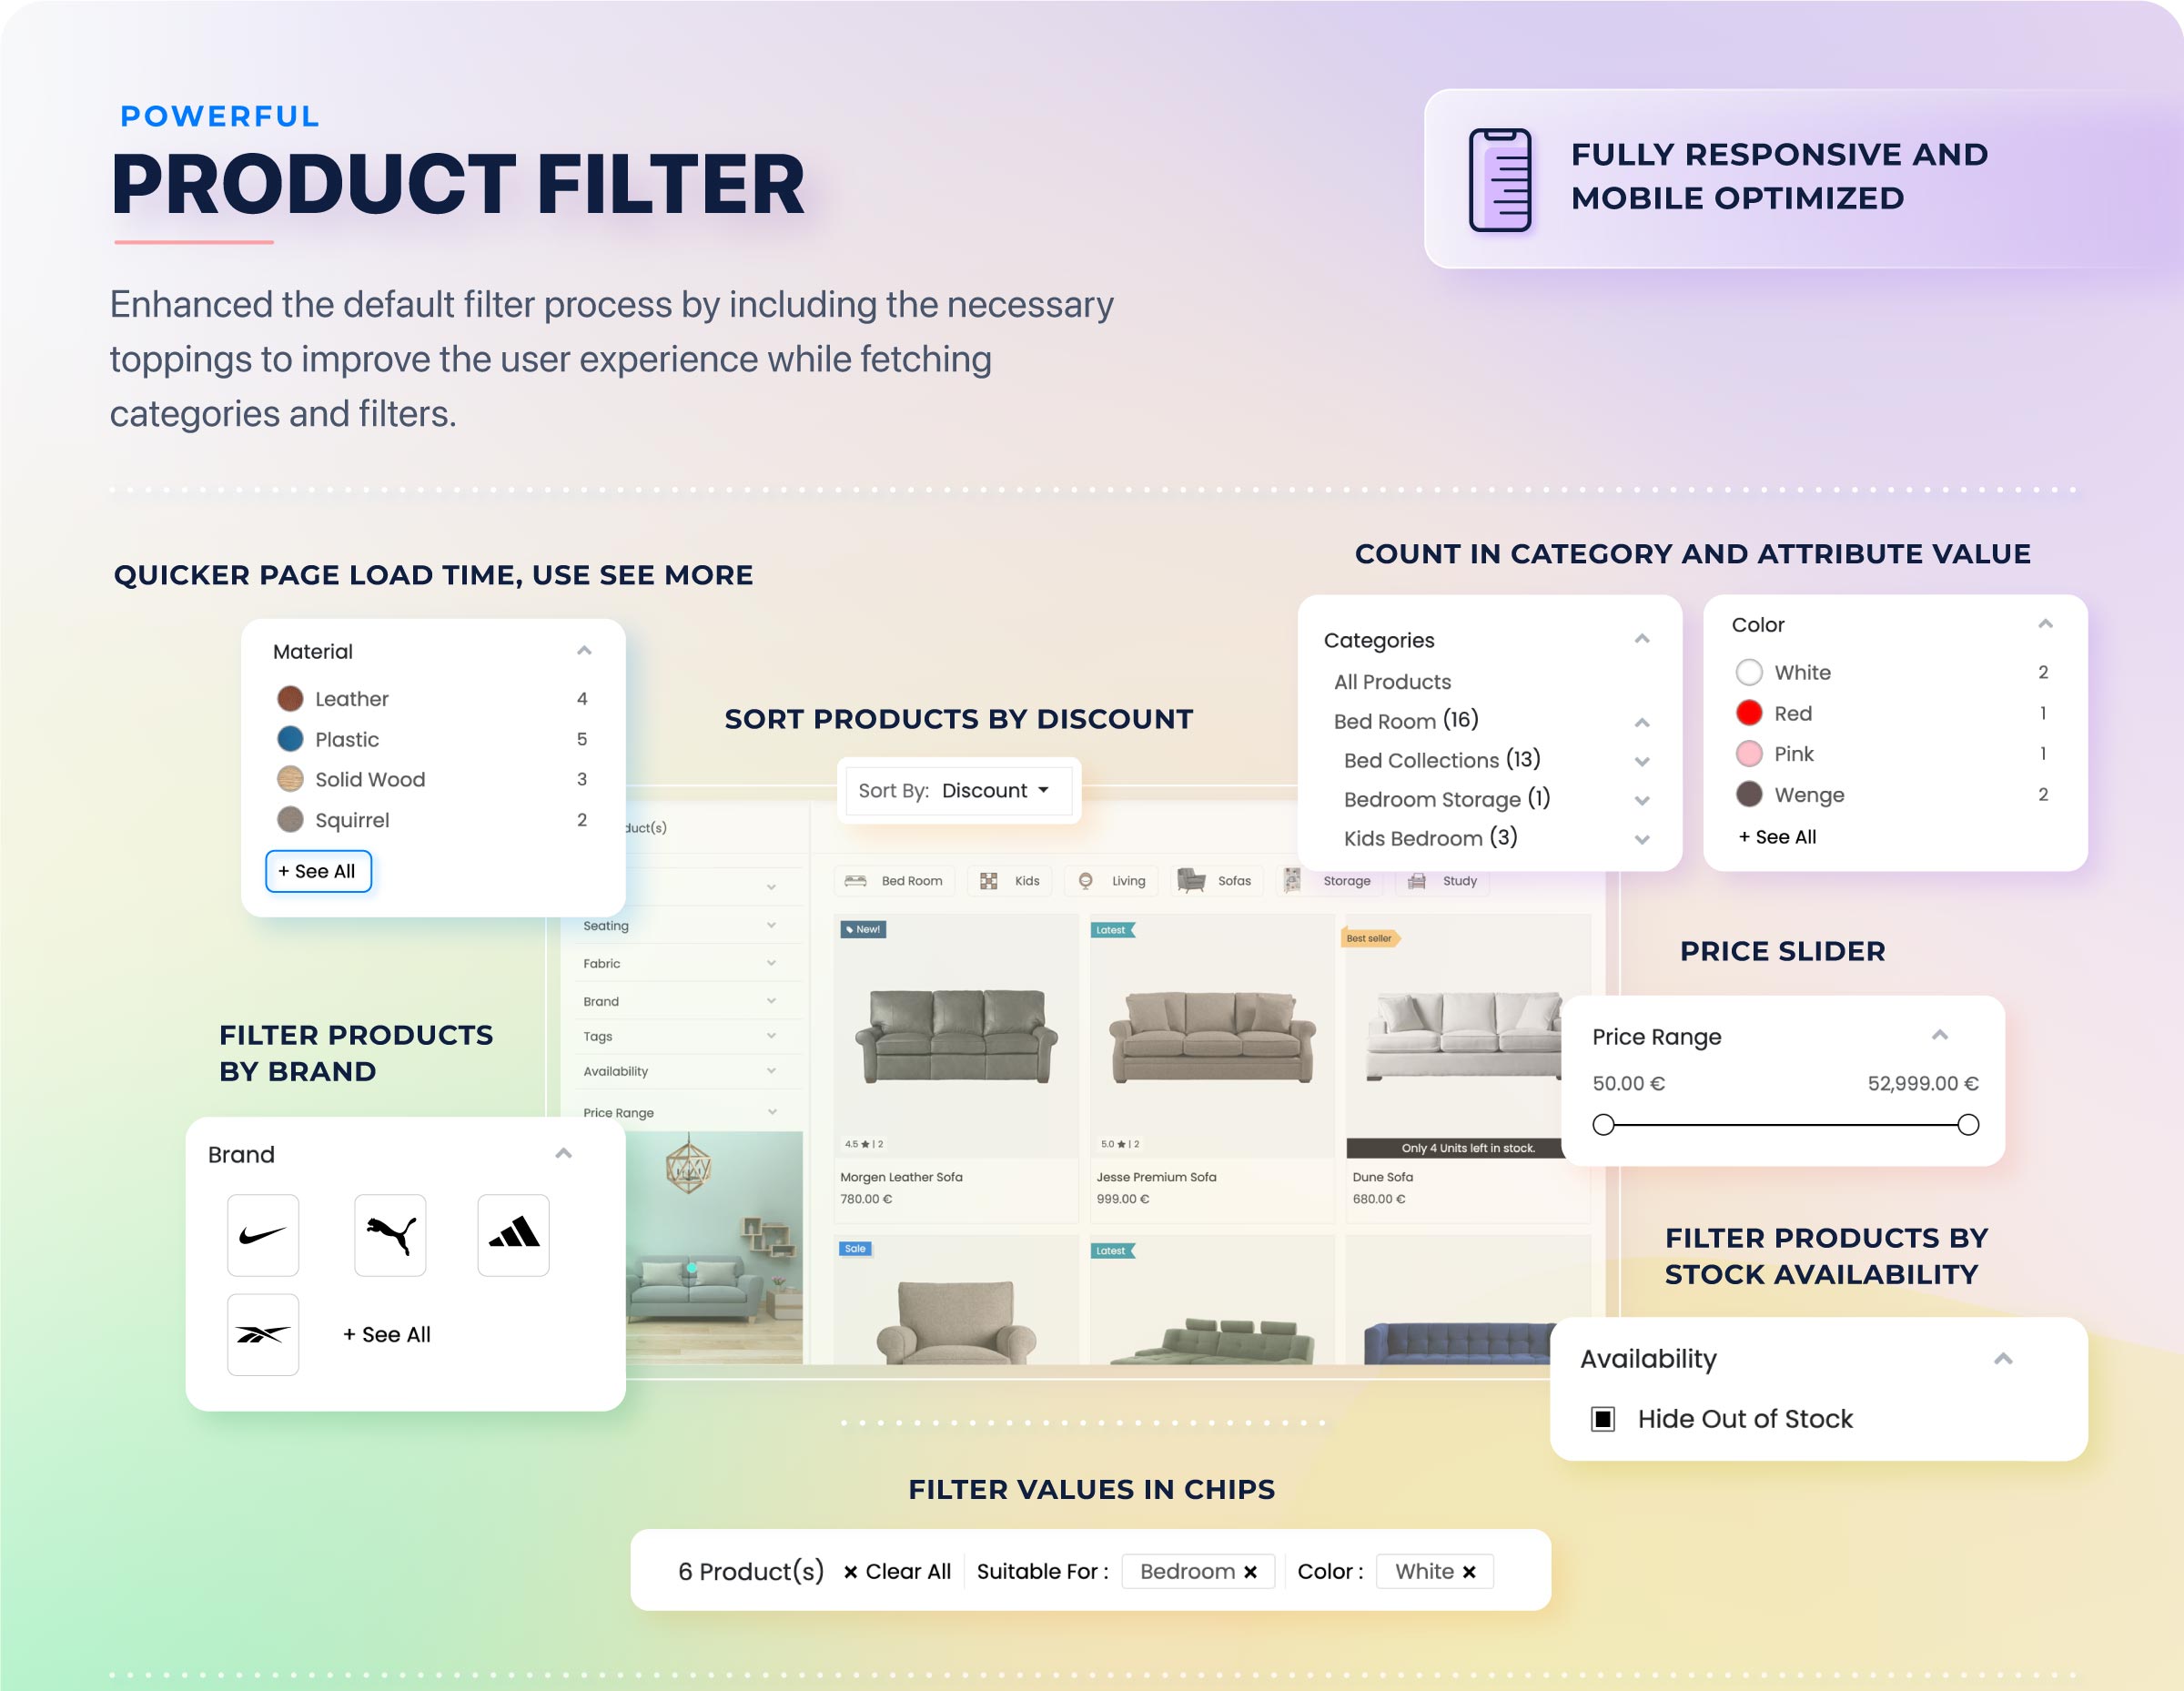 POWERFUL
PRODUCT FILTER
FULLY RESPONSIVE AND
MOBILE OPTIMIZED
Enhanced the default filter process by including the necessary
toppings to improve the user experience while fetching
categories and filters.
QUICKER PAGE LOAD TIME, USE SEE MORE
Material
Leather 4
Plastic 5
Solid Wood 3
Squirrel 2
+ See All
SORT PRODUCTS BY DISCOUNT
Sort By: Discount
COUNT IN CATEGORY AND ATTRIBUTE VALUE
Categories
All Products
Bed Room (16)
Bed Collections (13)
Bedroom Storage (1)
Kids Bedroom (3)
Color
White 2
Red 1
Pink 1
Wenge 2
+ See All
duct(s)
Seating
Fabric
Brand
Tags
Availability
Price Range
Bed Room Kids Living Sofas Storage Study
New!
4.5 ★ | 2
Morgen Leather Sofa
780.00 €
Latest
5.0 ★ | 2
Jesse Premium Sofa
999.00 €
Best seller
Only 4 Units left in stock.
Dune Sofa
680.00 €
Sale
Latest
FILTER PRODUCTS
BY BRAND
Brand
+ See All
PRICE SLIDER
Price Range
50.00 € 52,999.00 €
FILTER PRODUCTS BY
STOCK AVAILABILITY
Availability
Hide Out of Stock
FILTER VALUES IN CHIPS
6 Product(s) × Clear All Suitable For : Bedroom × Color : White ×